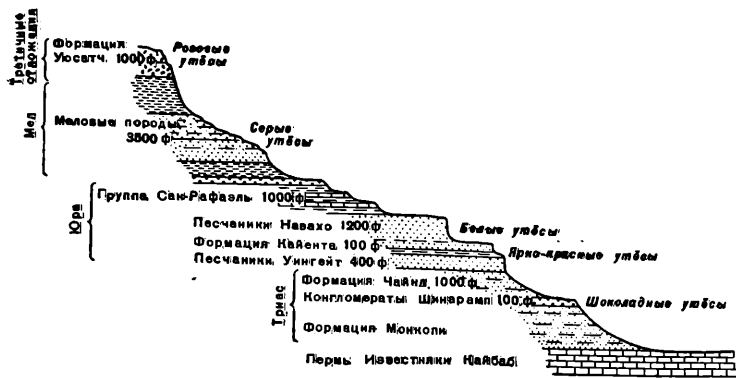 Третичные отложения
Формация
Уосатч. 1000 ф
Розовые утёсы
Мел
Меловые породы
3500 ф
Серые утёсы
Юра
Группа Сан-Рафаэль 1000 ф
Песчаники Навахо 1200 ф
Белые утёсы
Формация Кайента 100 ф
Ярко-красные утёсы
Песчаники Уингейт 400 ф
Триас
Формация Чайнл 1000 ф
Конгломераты Шинарамп 100 ф
Шоколадные утёсы
Формация Монкопи
Пермь Известняки Кайбаб